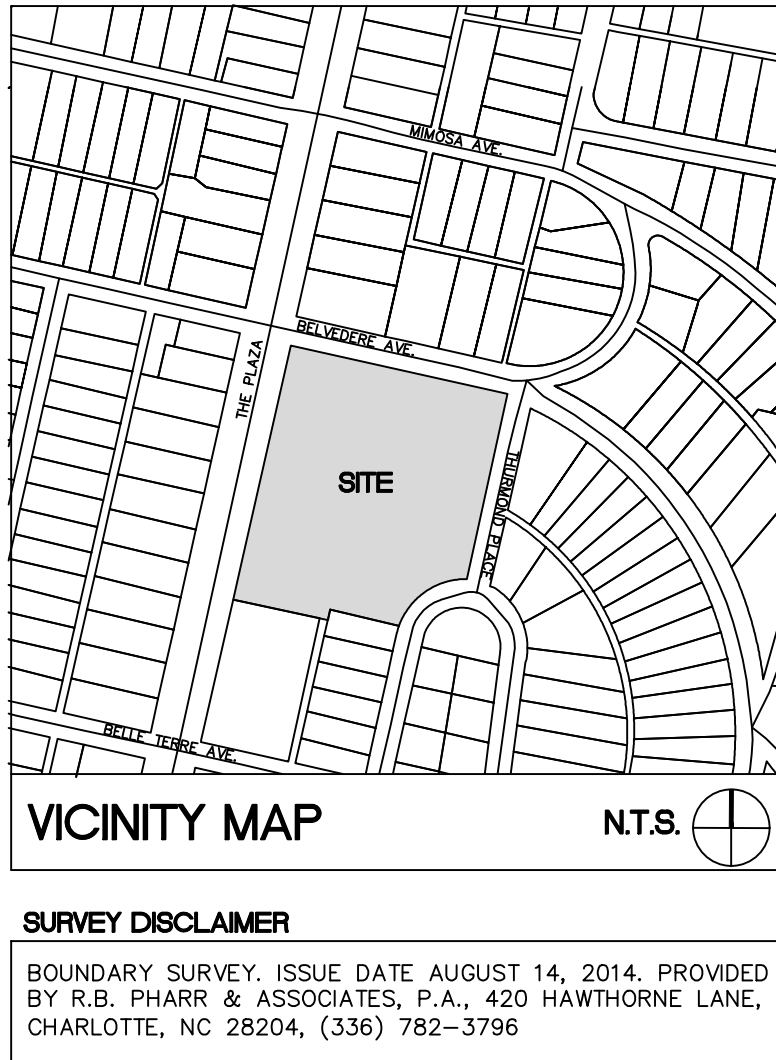 MIMOSA AVE.
BELVEDERE AVE.
THE PLAZA
SITE
THURMOND PLACE
BELLE TERRE AVE.
VICINITY MAP
N.T.S.
SURVEY DISCLAIMER
BOUNDARY SURVEY. ISSUE DATE AUGUST 14, 2014. PROVIDED
BY R.B. PHARR & ASSOCIATES, P.A., 420 HAWTHORNE LANE,
CHARLOTTE, NC 28204, (336) 782-3796